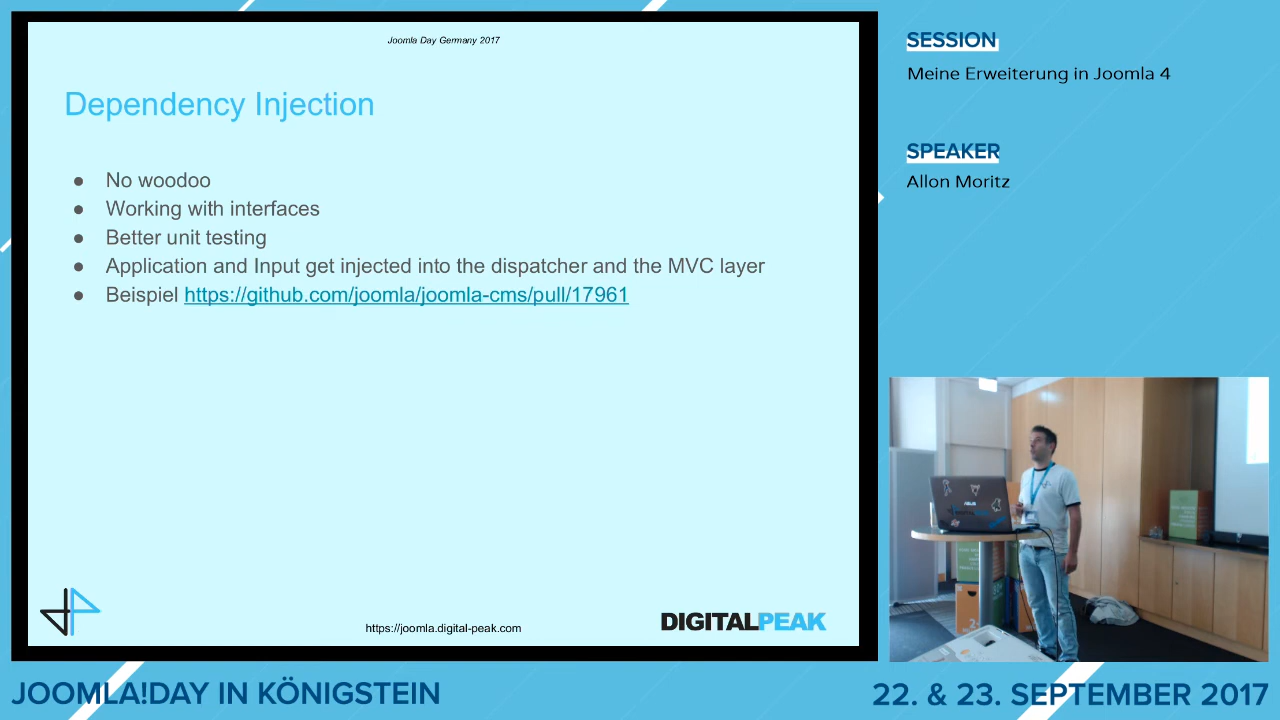 Joomla Day Germany 2017
Dependency Injection
● No woodoo
● Working with interfaces
● Better unit testing
● Application and Input get injected into the dispatcher and the MVC layer
● Beispiel https://github.com/joomla/joomla-cms/pull/17961
https://joomla.digital-peak.com
DIGITALPEAK
SESSION
Meine Erweiterung in Joomla 4
SPEAKER
Allon Moritz
JOOMLA!DAY IN KÖNIGSTEIN
22. & 23. SEPTEMBER 2017